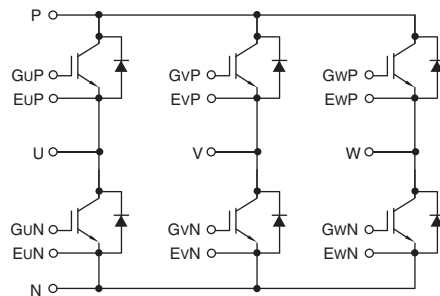 P
GUP GVP GWP
EUP EVP EWP
U V W
GUN GVN GWN
EUN EVN EWN
N